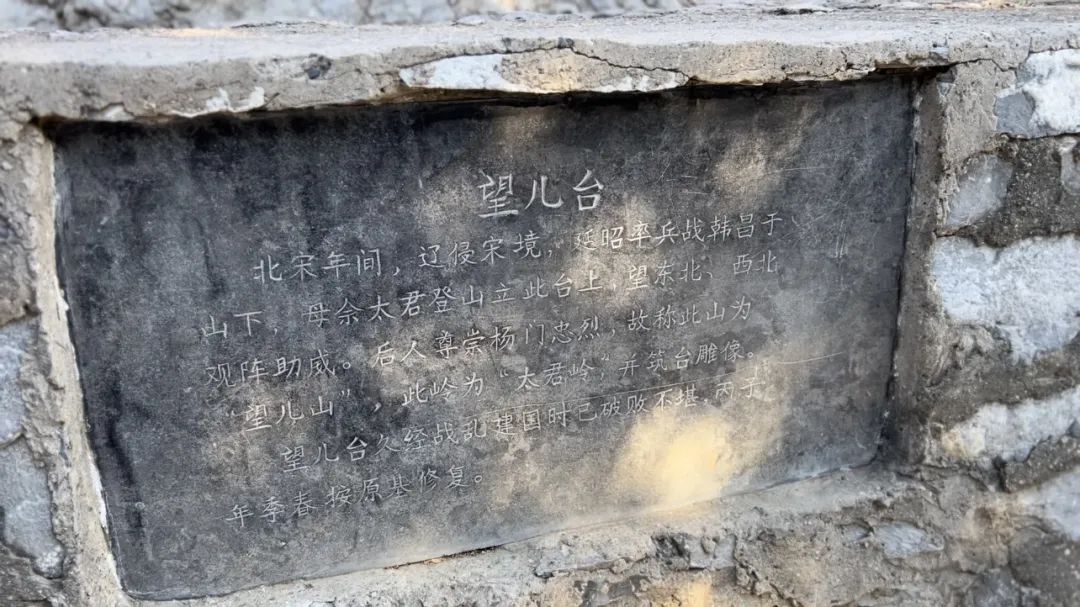 望儿台
北宋年间，辽侵宋境，廷昭率兵战韩昌于
山下，母佘太君登山立此台上，望东北、西北
观阵助威。后人尊崇杨门忠烈，故称此山为
“望儿山”，此岭为“太君岭”，并筑台雕像。
望儿台久经战乱建国时已破败不堪，丙子
年季春按原基修复。